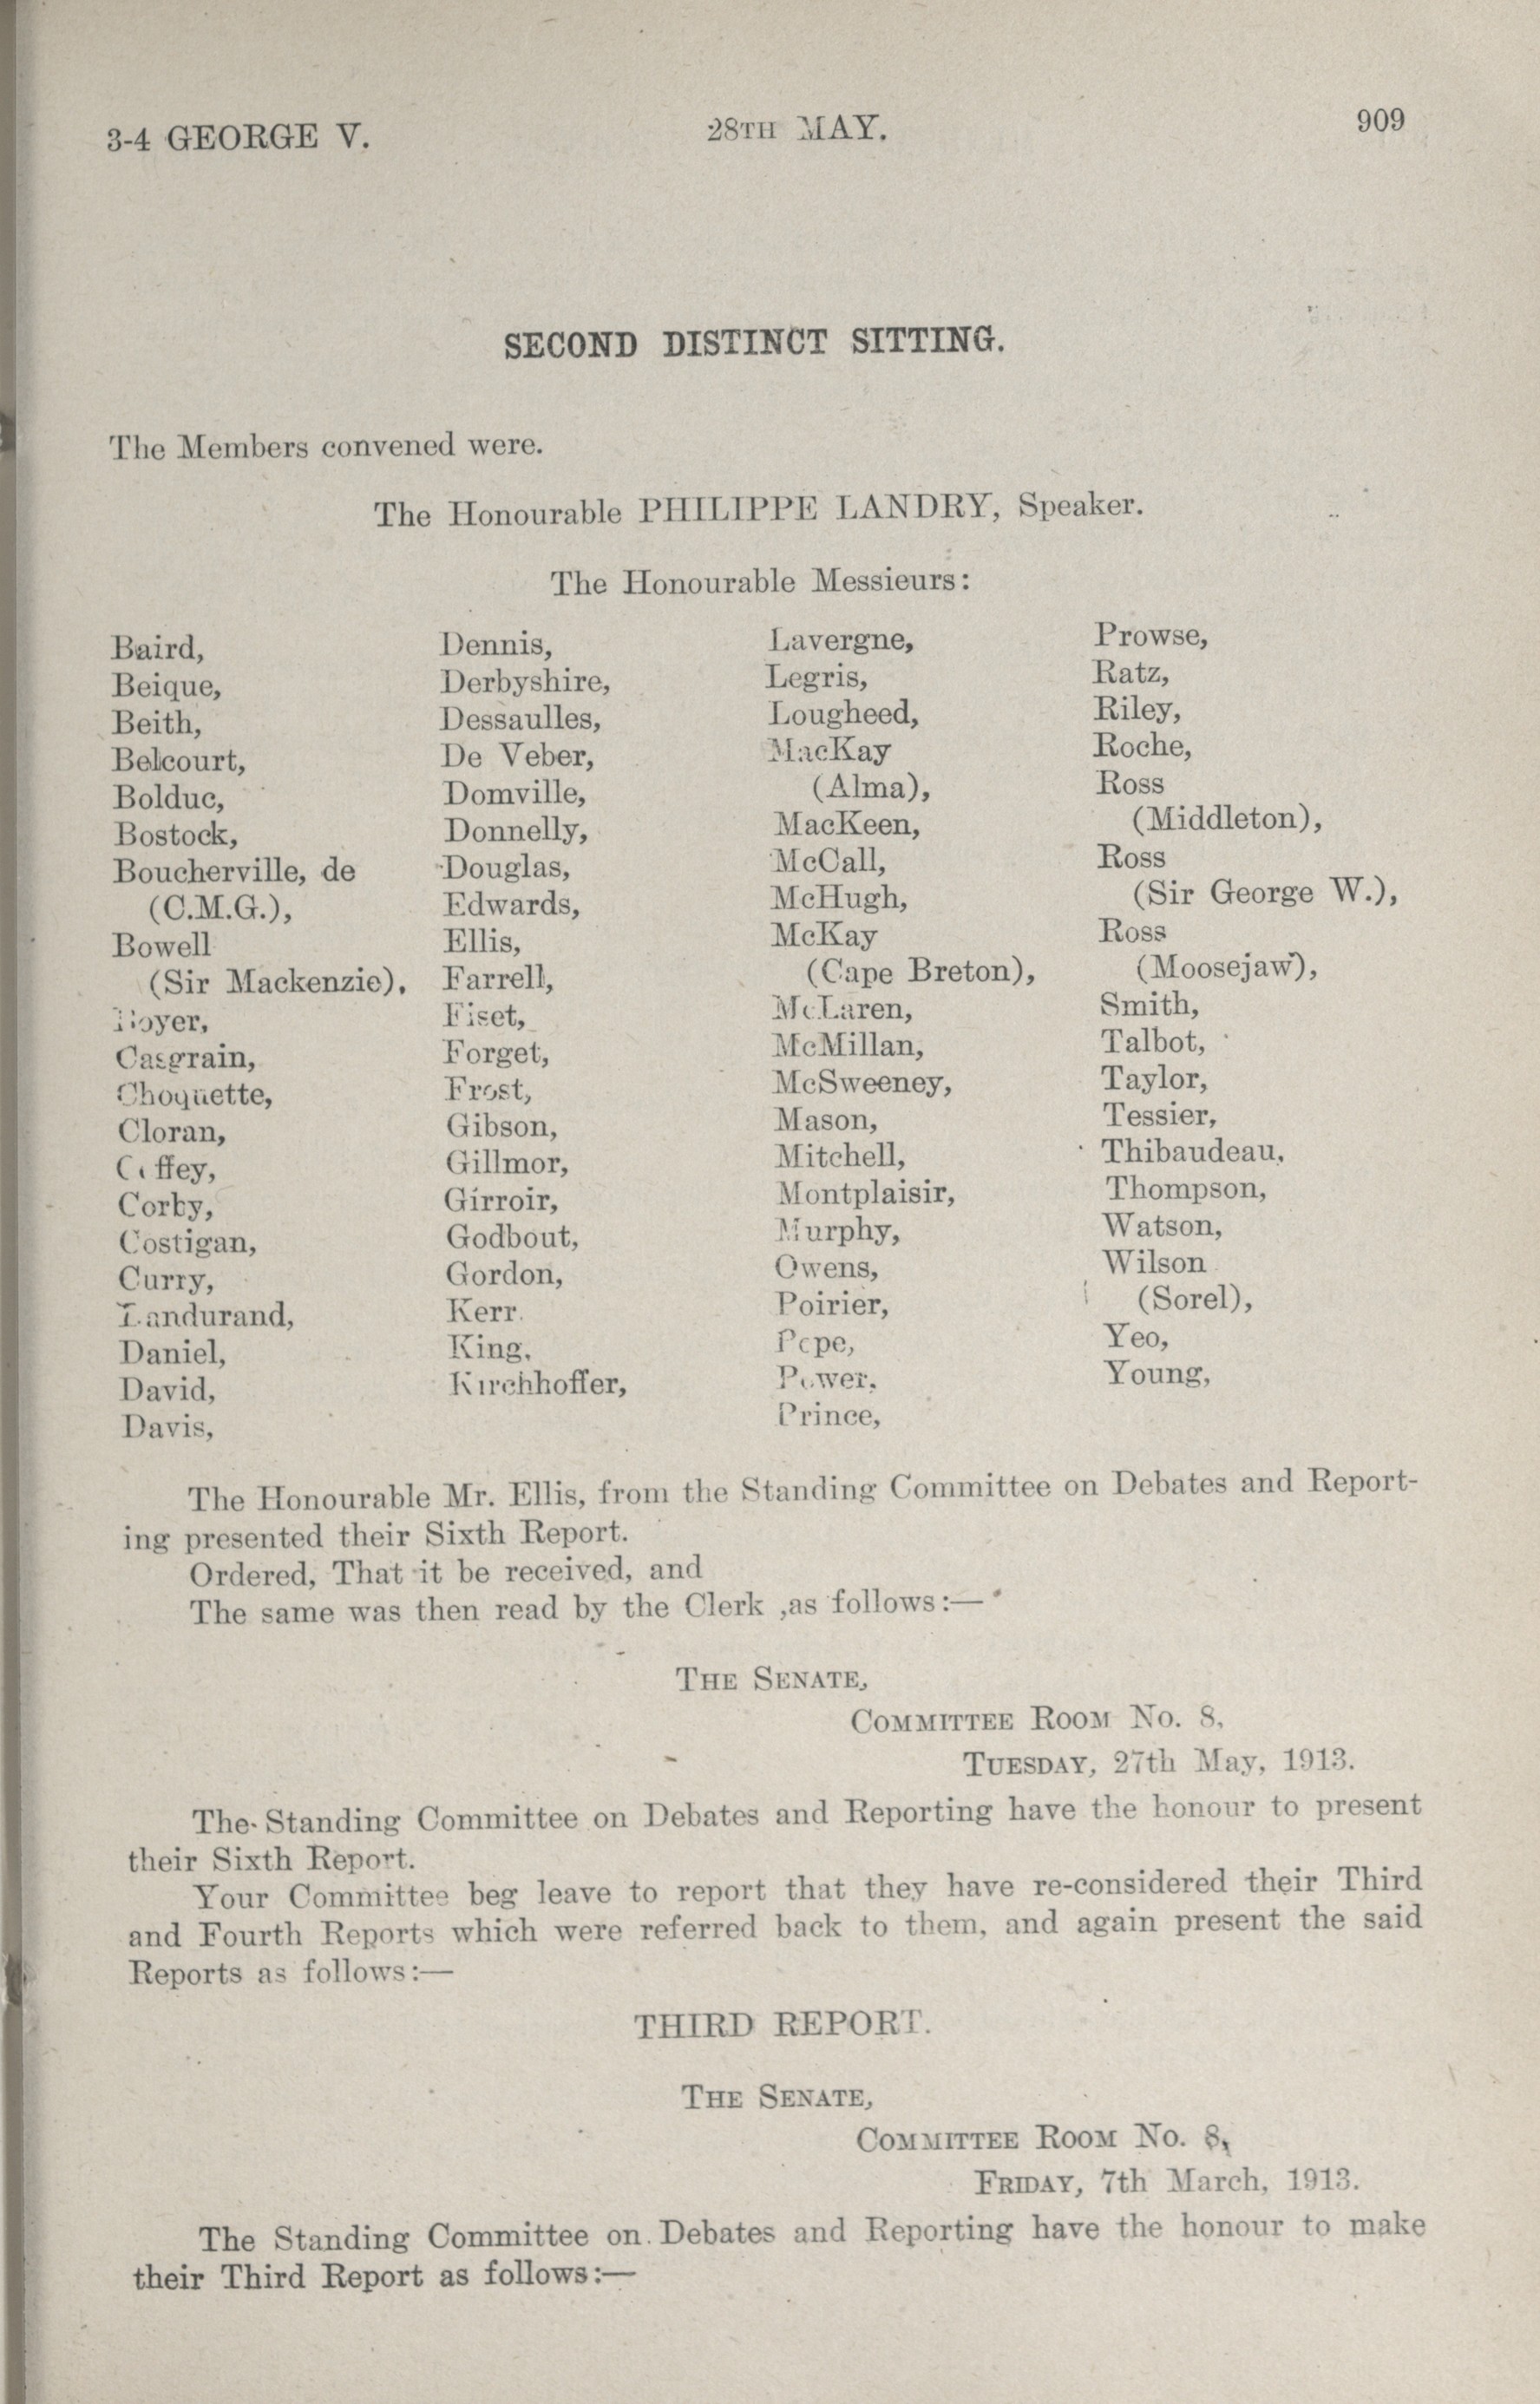 3-4 GEORGE V.
28TH MAY.
909
SECOND DISTINCT SITTING.
The Members convened were.
The Honourable PHILIPPE LANDRY, Speaker.
The Honourable Messieurs:
Baird,
Beique,
Beith,
Belcourt,
Bolduc,
Bostock,
Boucherville, de
(C.M.G.),
Bowell
(Sir Mackenzie),
Boyer,
Casgrain,
Choquette,
Cloran,
Coffey,
Corby,
Costigan,
Curry,
Dandurand,
Daniel,
David,
Davis,
Dennis,
Derbyshire,
Dessaulles,
De Veber,
Domville,
Donnelly,
Douglas,
Edwards,
Ellis,
Farrell,
Fiset,
Forget,
Frost,
Gibson,
Gillmor,
Girroir,
Godbout,
Gordon,
Kerr.
King,
Kirchhoffer,
Lavergne,
Legris,
Lougheed,
MacKay
(Alma),
MacKeen,
McCall,
McHugh,
McKay
(Cape Breton),
McLaren,
McMillan,
McSweeney,
Mason,
Mitchell,
Montplaisir,
Murphy,
Owens,
Poirier,
Pope,
Power,
Prince,
Prowse,
Ratz,
Riley,
Roche,
Ross
(Middleton),
Ross
(Sir George W.),
Ross
(Moosejaw),
Smith,
Talbot,
Taylor,
Tessier,
Thibaudeau,
Thompson,
Watson,
Wilson
(Sorel),
Yeo,
Young,
The Honourable Mr. Ellis, from the Standing Committee on Debates and Report-
ing presented their Sixth Report.
Ordered, That it be received, and
The same was then read by the Clerk ,as follows:—
THE SENATE,
COMMITTEE ROOM No. 8,
TUESDAY, 27th May, 1913.
The Standing Committee on Debates and Reporting have the honour to present
their Sixth Report.
Your Committee beg leave to report that they have re-considered their Third
and Fourth Reports which were referred back to them, and again present the said
Reports as follows:—
THIRD REPORT.
THE SENATE,
COMMITTEE ROOM No. 8,
FRIDAY, 7th March, 1913.
The Standing Committee on Debates and Reporting have the honour to make
their Third Report as follows:—